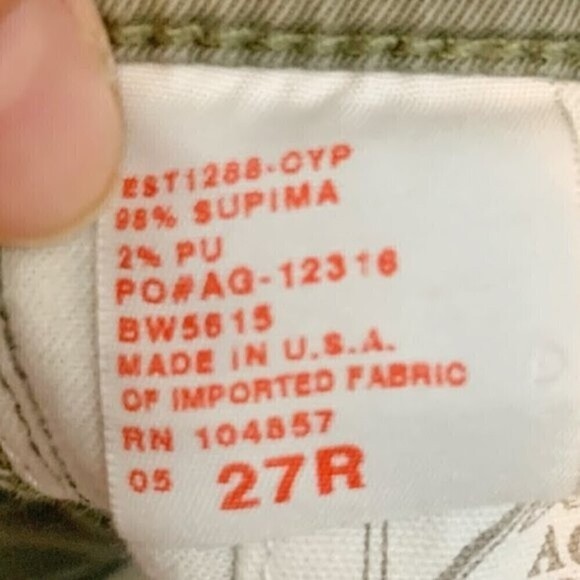 EST1288-CYP
98% SUPIMA
2% PU
PO#AG-12316
BW5615
MADE IN U.S.A.
OF IMPORTED FABRIC
RN 104857
05 27R
AG